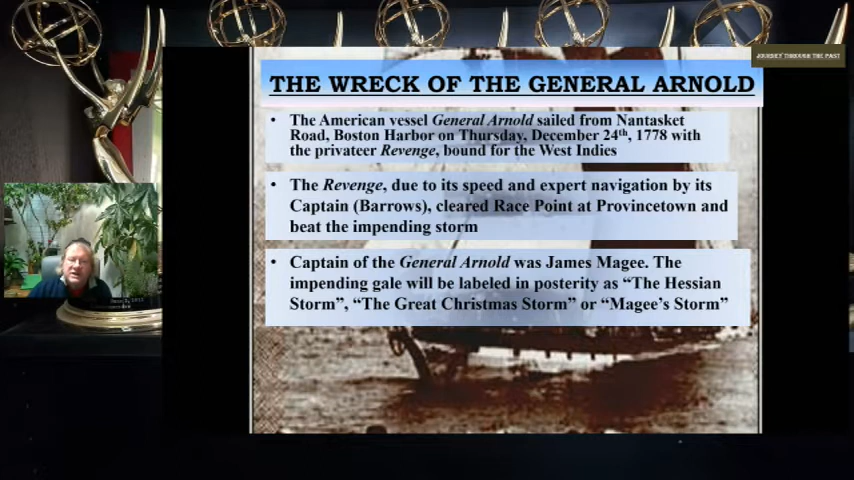 JOURNEY THROUGH THE PAST
THE WRECK OF THE GENERAL ARNOLD
• The American vessel General Arnold sailed from Nantasket
Road, Boston Harbor on Thursday, December 24th, 1778 with
the privateer Revenge, bound for the West Indies
• The Revenge, due to its speed and expert navigation by its
Captain (Barrows), cleared Race Point at Provincetown and
beat the impending storm
• Captain of the General Arnold was James Magee. The
impending gale will be labeled in posterity as “The Hessian
Storm”, “The Great Christmas Storm” or “Magee’s Storm”